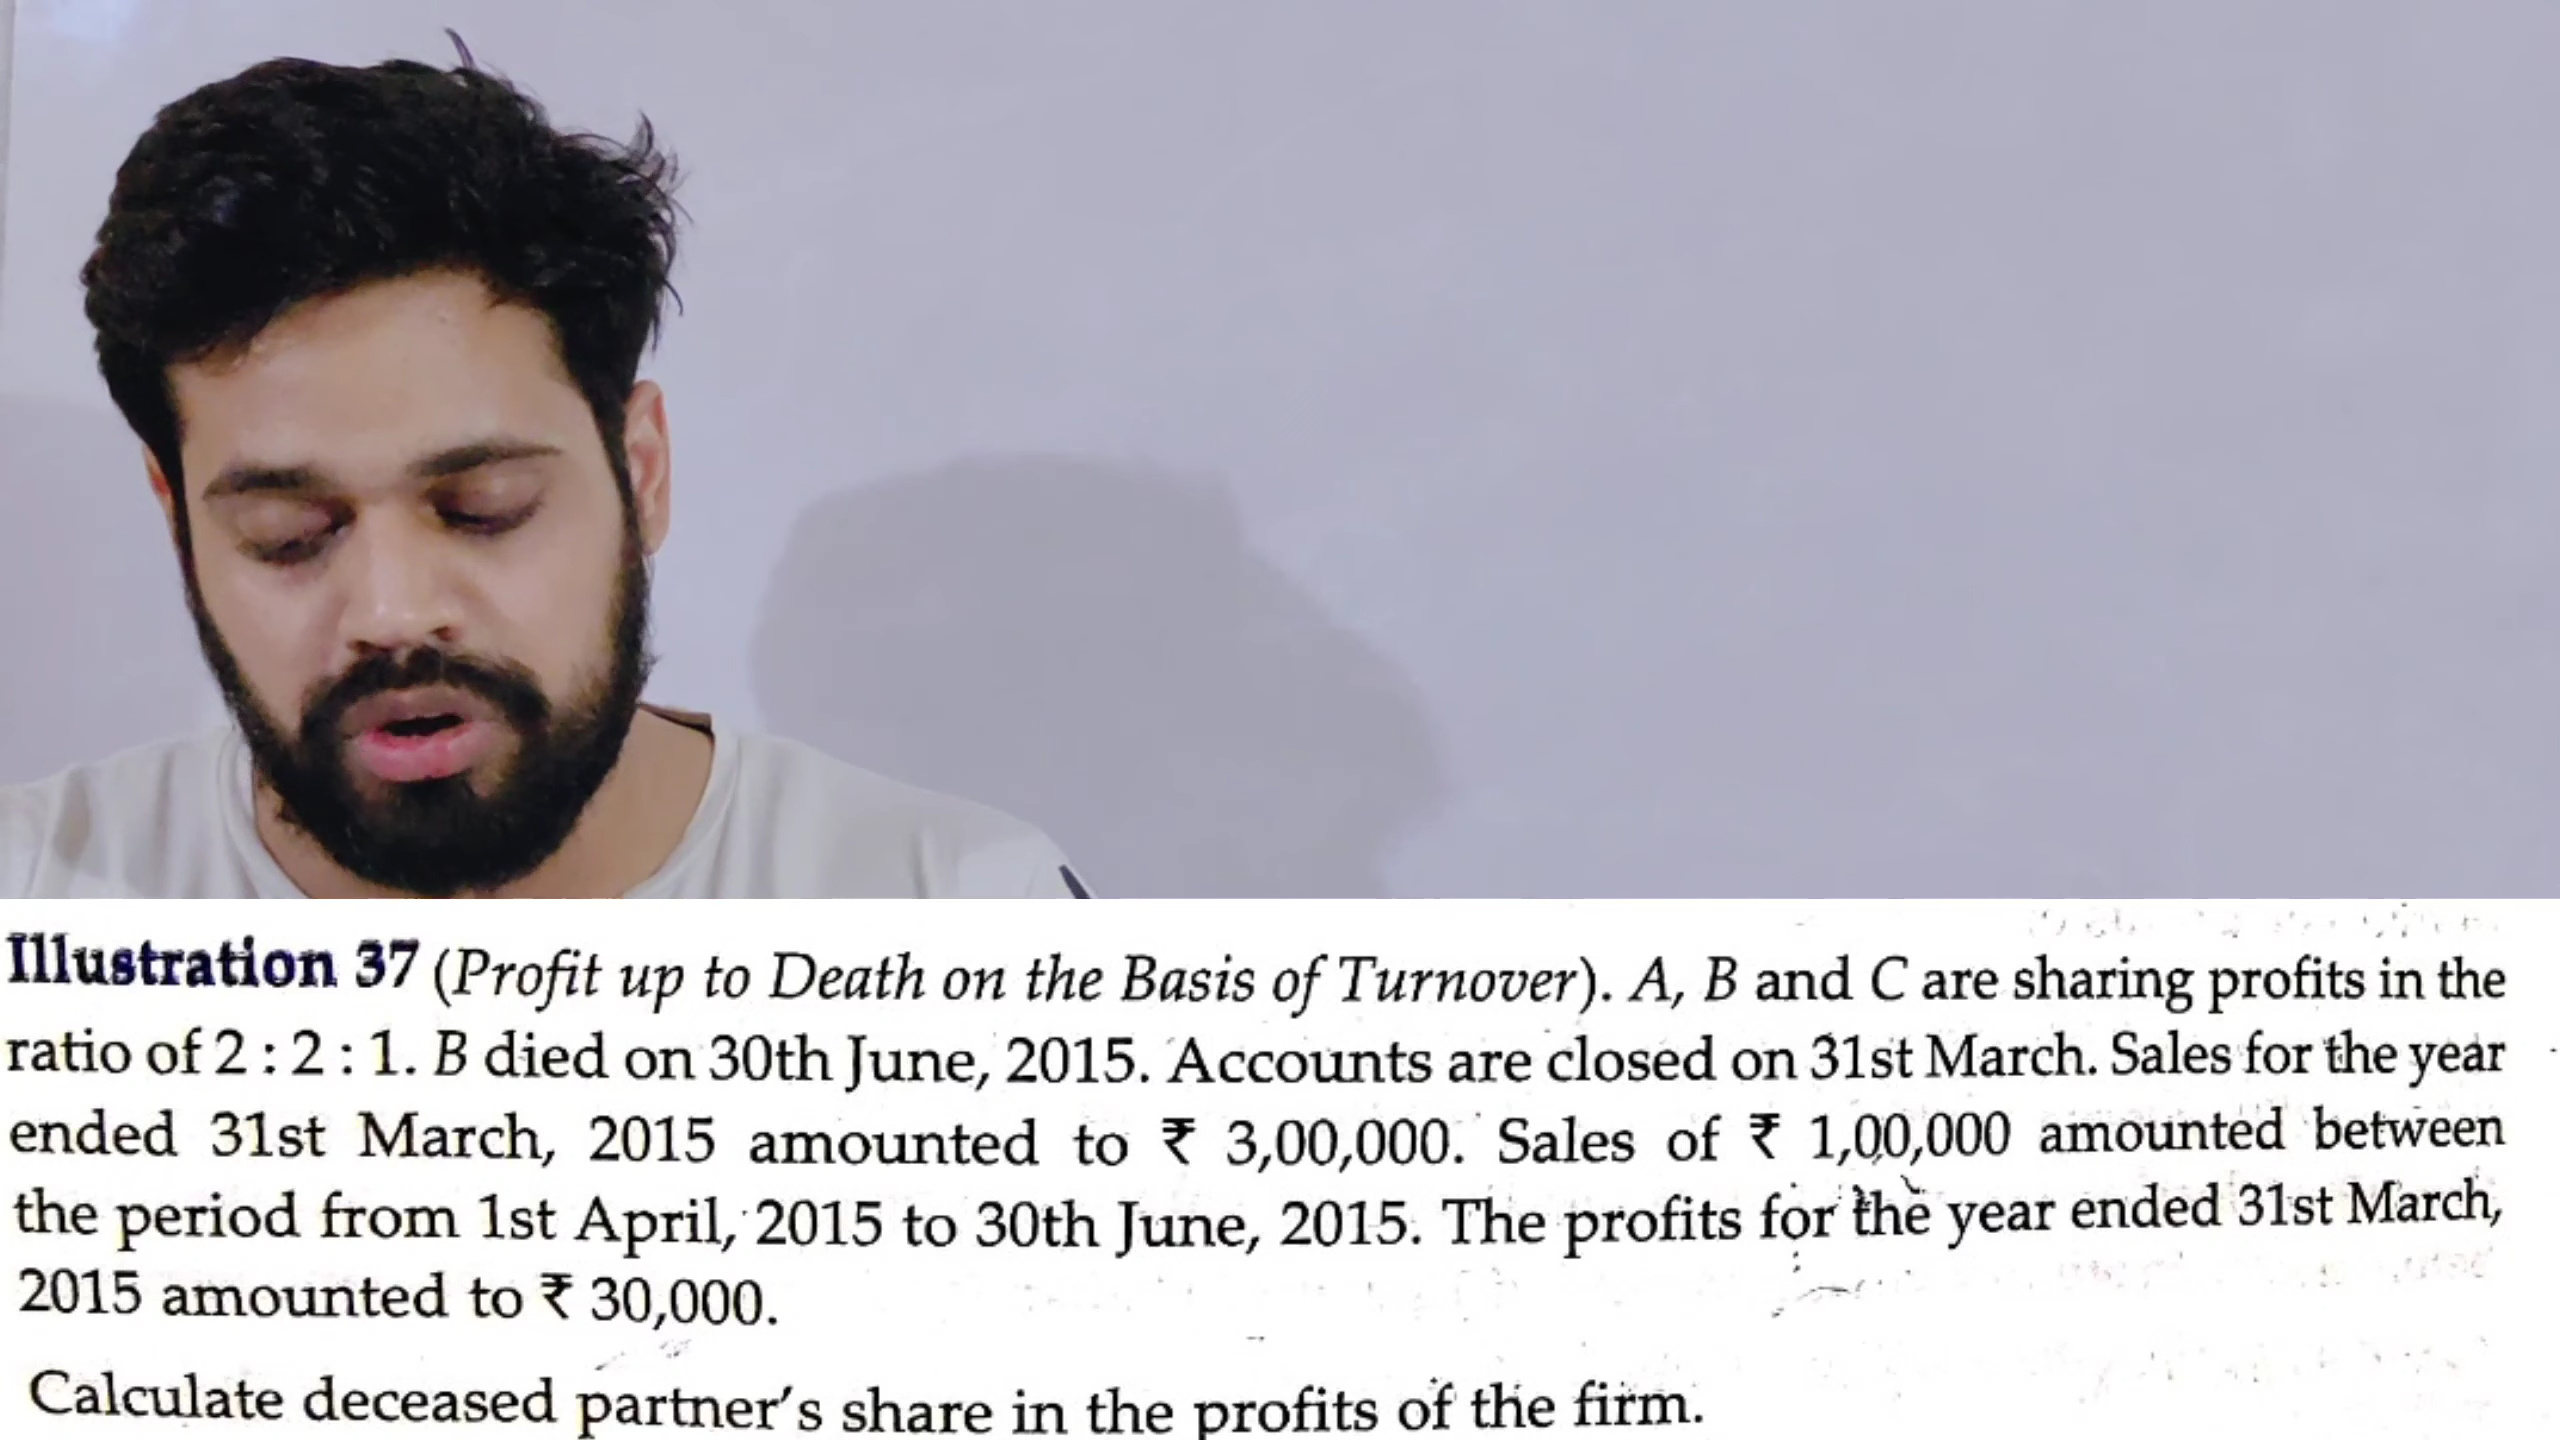 Illustration 37 (Profit up to Death on the Basis of Turnover). A, B and C are sharing profits in the
ratio of 2 : 2 : 1. B died on 30th June, 2015. Accounts are closed on 31st March. Sales for the year
ended 31st March, 2015 amounted to ₹ 3,00,000. Sales of ₹ 1,00,000 amounted between
the period from 1st April, 2015 to 30th June, 2015. The profits for the year ended 31st March,
2015 amounted to ₹ 30,000.
Calculate deceased partner's share in the profits of the firm.